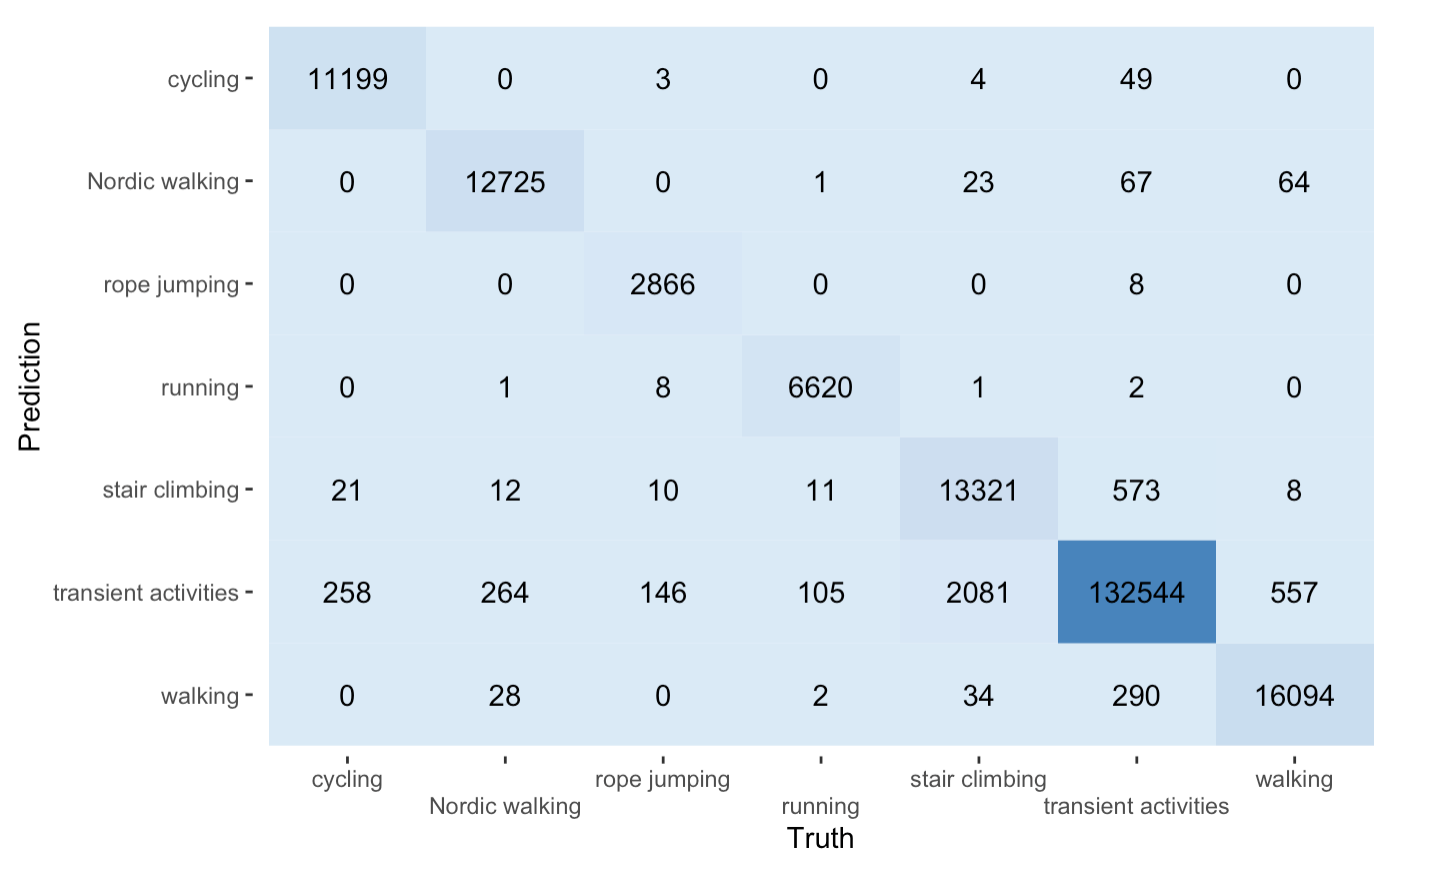 cycling 11199 0 3 0 4 49 0
Nordic walking 0 12725 0 1 23 67 64
rope jumping 0 0 2866 0 0 8 0
Prediction
running 0 1 8 6620 1 2 0
stair climbing 21 12 10 11 13321 573 8
transient activities 258 264 146 105 2081 132544 557
walking 0 28 0 2 34 290 16094
cycling rope jumping stair climbing walking
Nordic walking running transient activities
Truth